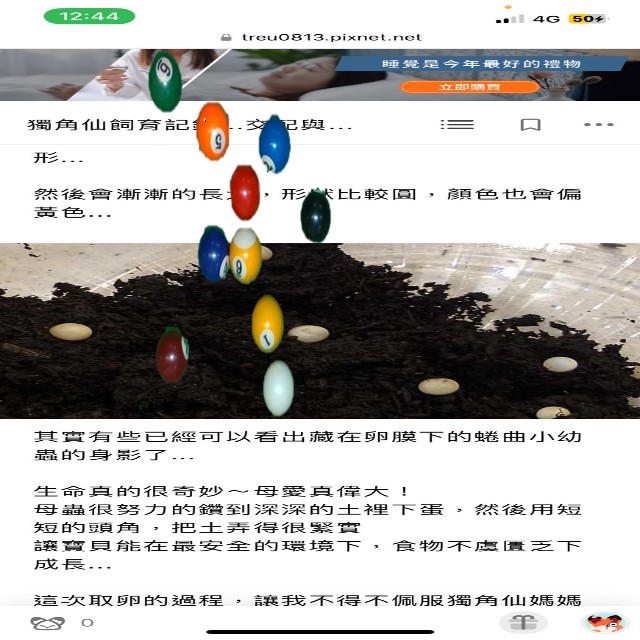 12:44
4G 50
treu0813.pixnet.net
睡覺是今年最好的禮物
立即購買
獨角仙飼育記 ...交配與...
形...
然後會漸漸的長 ，形狀比較圓，顏色也會偏
黃色...
6
5
2
9
1
其實有些已經可以看出藏在卵膜下的蜷曲小幼
蟲的身影了...
生命真的很奇妙～母愛真偉大！
母蟲很努力的鑽到深深的土裡下蛋，然後用短
短的頭角，把土弄得很緊實
讓寶貝能在最安全的環境下，食物不虞匱乏下
成長...
這次取卵的過程，讓我不得不佩服獨角仙媽媽
0